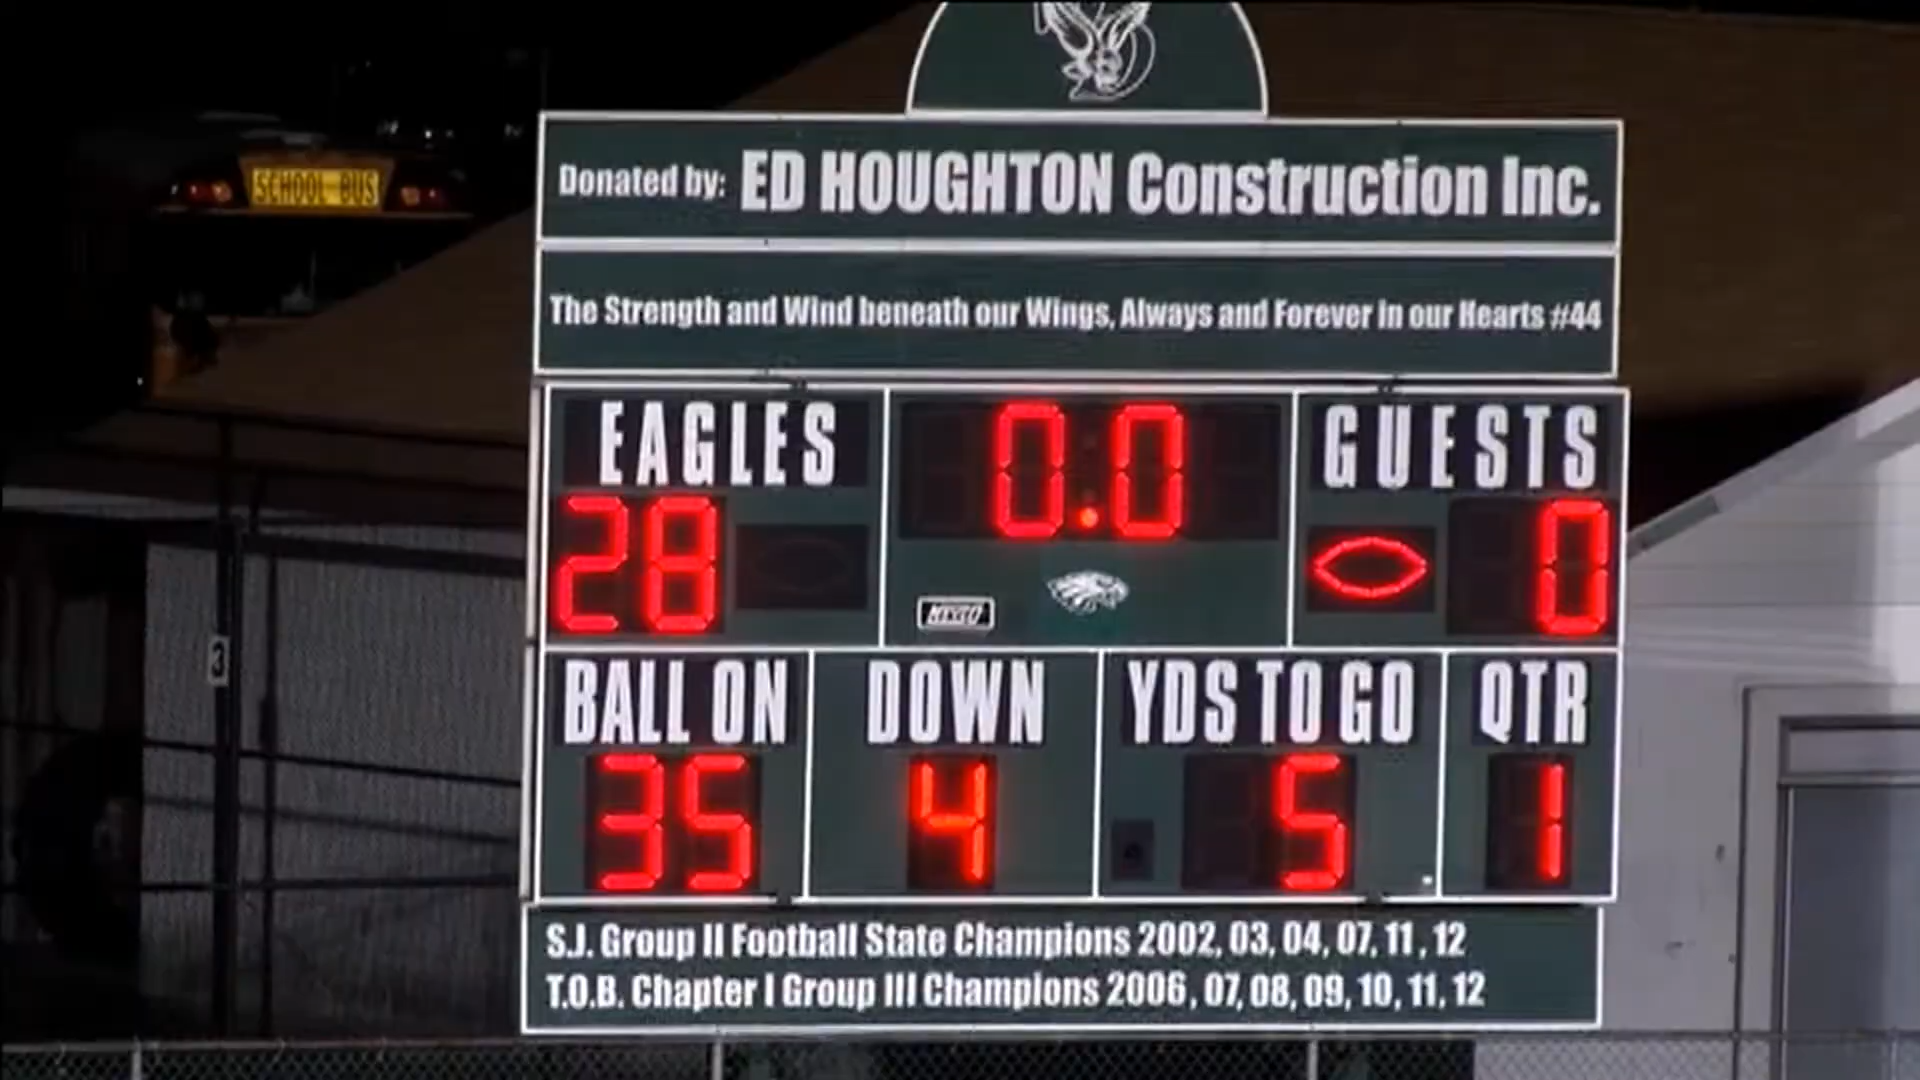 SCHOOL BUS
Donated by: ED HOUGHTON Construction Inc.
The Strength and Wind beneath our Wings, Always and Forever in our Hearts #44
EAGLES
0.0
GUESTS
28
0
NEVCO
3
BALL ON
DOWN
YDS TO GO
QTR
35
4
5
1
S.J. Group II Football State Champions 2002, 03, 04, 07, 11, 12
T.O.B. Chapter I Group III Champions 2006, 07, 08, 09, 10, 11, 12